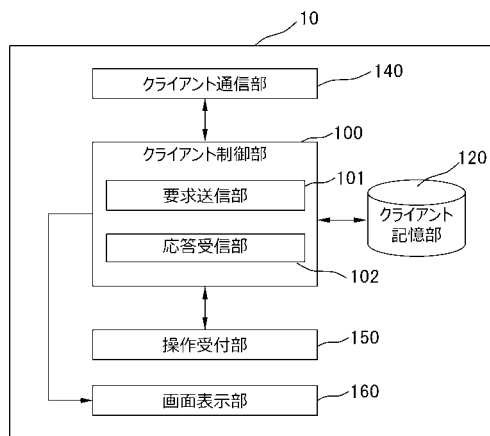 10
クライアント通信部
140
100
クライアント制御部
101
要求送信部
120
クライアント
記憶部
応答受信部
102
操作受付部
150
画面表示部
160